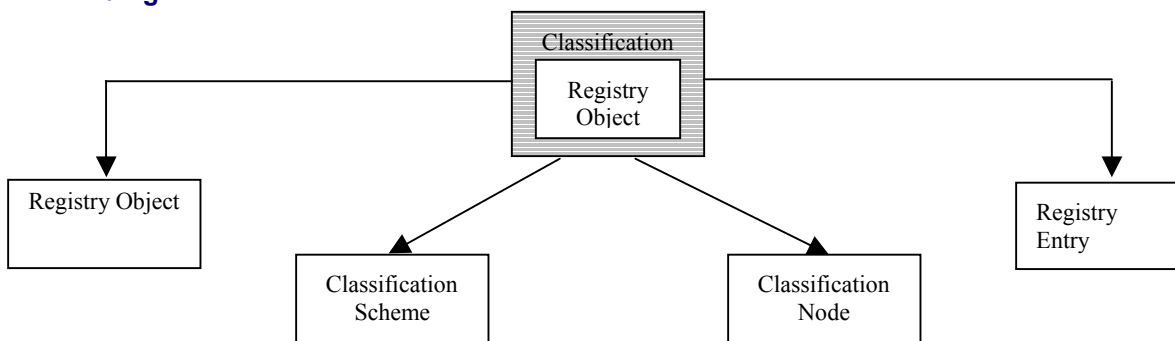 Classification
Registry
Object
Registry Object
Registry
Entry
Classification
Scheme
Classification
Node